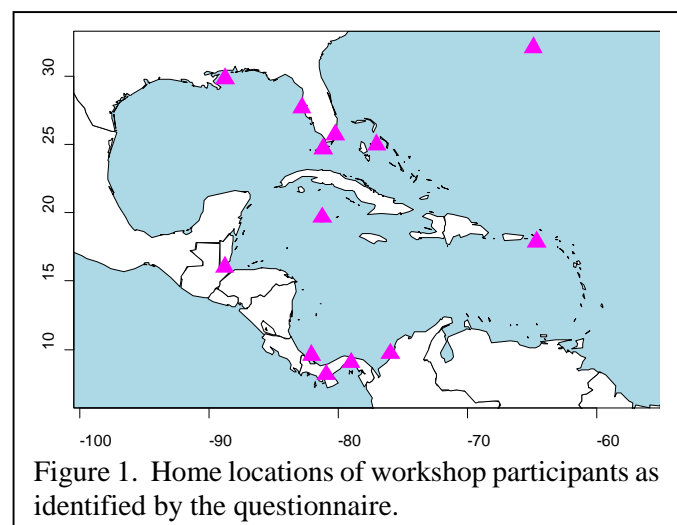 30
25
20
15
10
-100 -90 -80 -70 -60
Figure 1. Home locations of workshop participants as
identified by the questionnaire.